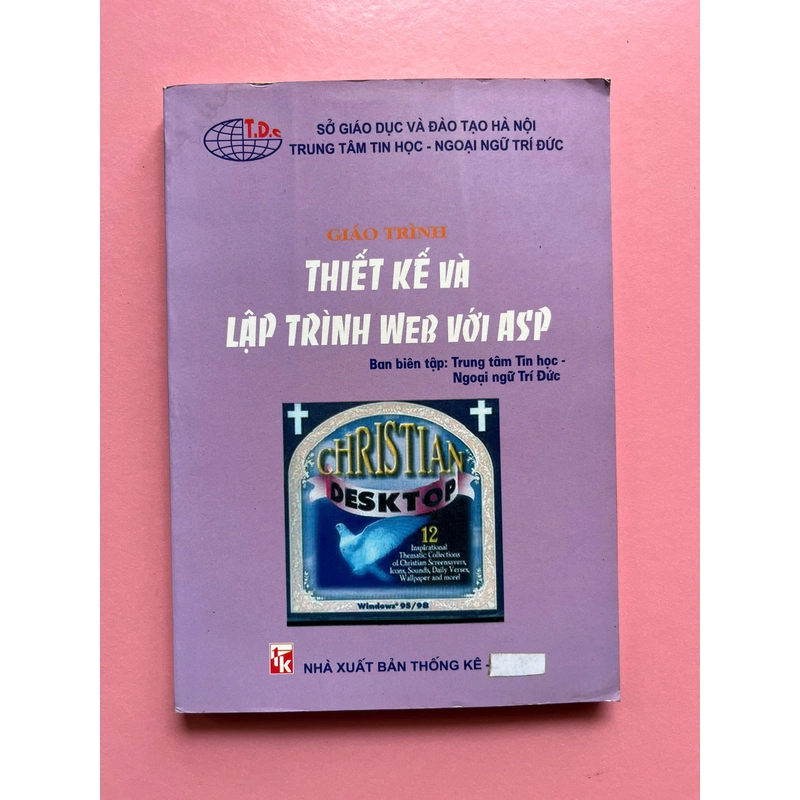 T.D.c
SỞ GIÁO DỤC VÀ ĐÀO TẠO HÀ NỘI
TRUNG TÂM TIN HỌC - NGOẠI NGỮ TRÍ ĐỨC
GIÁO TRÌNH
THIẾT KẾ VÀ
LẬP TRÌNH WEB VỚI ASP
Ban biên tập: Trung tâm Tin học -
Ngoại ngữ Trí Đức
CHRISTIAN
DESKTOP
12
Inspirational
Thematic Collections
of Christian Screensavers,
Icons, Sounds, Daily Verses,
Wallpaper and more!
Windows® 95/98
tk
NHÀ XUẤT BẢN THỐNG KÊ -